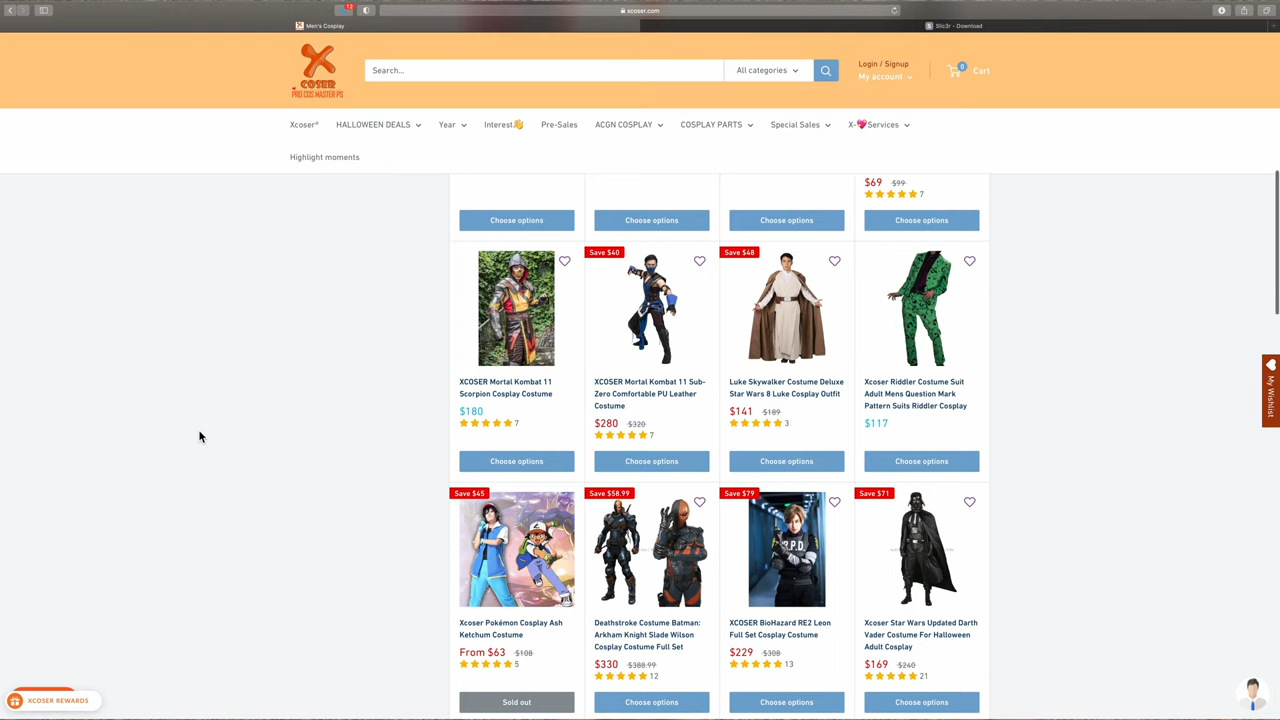 12
xcoser.com
Men's Cosplay
S
Slic3r - Download
X
COSER
PRO COS MASTER PS
Search...
All categories
Login / Signup
My account
0
Cart
Xcoser®
HALLOWEEN DEALS
Year
Interest👋
Pre-Sales
ACGN COSPLAY
COSPLAY PARTS
Special Sales
X-💖Services
Highlight moments
$69 $99
7
Choose options
Choose options
Choose options
Choose options
Save $40
Save $48
XCOSER Mortal Kombat 11
Scorpion Cosplay Costume
$180
7
Choose options
XCOSER Mortal Kombat 11 Sub-
Zero Comfortable PU Leather
Costume
$280 $320
7
Choose options
Luke Skywalker Costume Deluxe
Star Wars 8 Luke Cosplay Outfit
$141 $189
3
Choose options
Xcoser Riddler Costume Suit
Adult Mens Question Mark
Pattern Suits Riddler Cosplay
$117
Choose options
Save $45
Save $58.99
Save $79
Save $71
R.P.D.
Xcoser Pokémon Cosplay Ash
Ketchum Costume
From $63 $108
5
Sold out
Deathstroke Costume Batman:
Arkham Knight Slade Wilson
Cosplay Costume Full Set
$330 $388.99
12
Choose options
XCOSER BioHazard RE2 Leon
Full Set Cosplay Costume
$229 $308
13
Choose options
Xcoser Star Wars Updated Darth
Vader Costume For Halloween
Adult Cosplay
$169 $240
21
Choose options
My Wishlist
XCOSER REWARDS